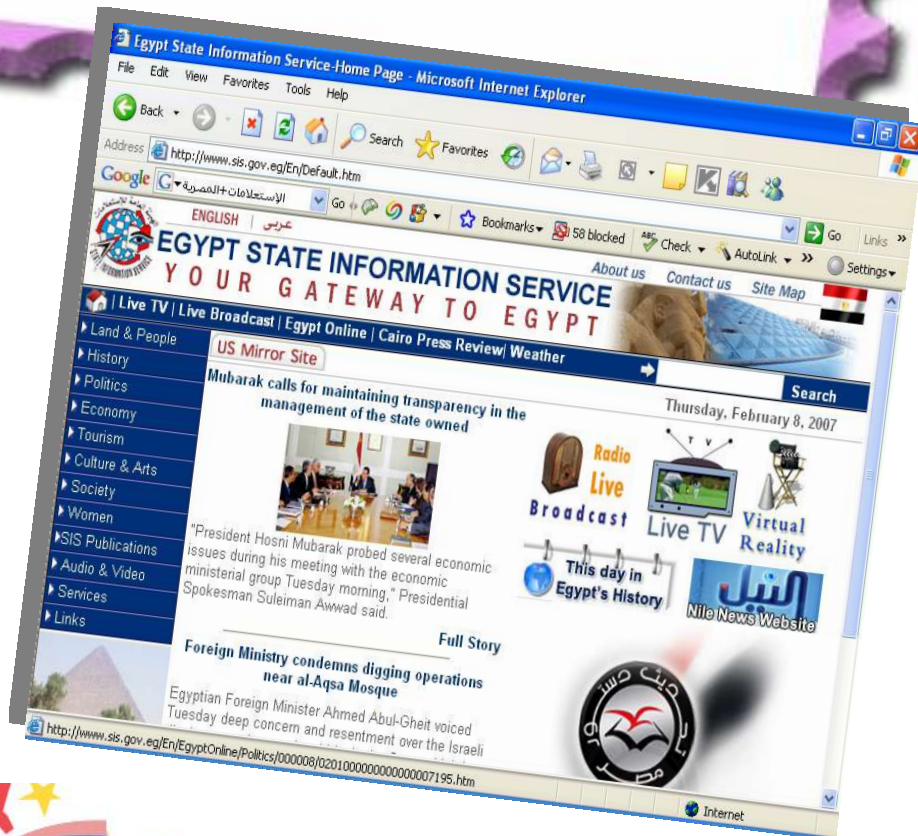 Egypt State Information Service-Home Page - Microsoft Internet Explorer
File Edit View Favorites Tools Help
Back Search Favorites
Address http://www.sis.gov.eg/En/Default.htm Go Links »
Google G الإستعلامات+المصرية Go Bookmarks 58 blocked ABC Check AutoLink » Settings
ENGLISH | عربي
EGYPT STATE INFORMATION SERVICE
YOUR GATEWAY TO EGYPT
About us Contact us Site Map
| Live TV | Live Broadcast | Egypt Online | Cairo Press Review| Weather
Search
Land & People
History
Politics
Economy
Tourism
Culture & Arts
Society
Women
SIS Publications
Audio & Video
Services
Links
US Mirror Site
Thursday, February 8, 2007
Mubarak calls for maintaining transparency in the
management of the state owned
"President Hosni Mubarak probed several economic
issues during his meeting with the economic
ministerial group Tuesday morning," Presidential
Spokesman Suleiman Awwad said.
Full Story
Foreign Ministry condemns digging operations
near al-Aqsa Mosque
Egyptian Foreign Minister Ahmed Abul-Gheit voiced
Tuesday deep concern and resentment over the Israeli
Radio
Live
Broadcast
TV
Live TV
Virtual
Reality
This day in
Egypt's History
النيل
Nile News Website
مصر
http://www.sis.gov.eg/En/EgyptOnline/Politics/000008/0201000000000000007195.htm
Internet